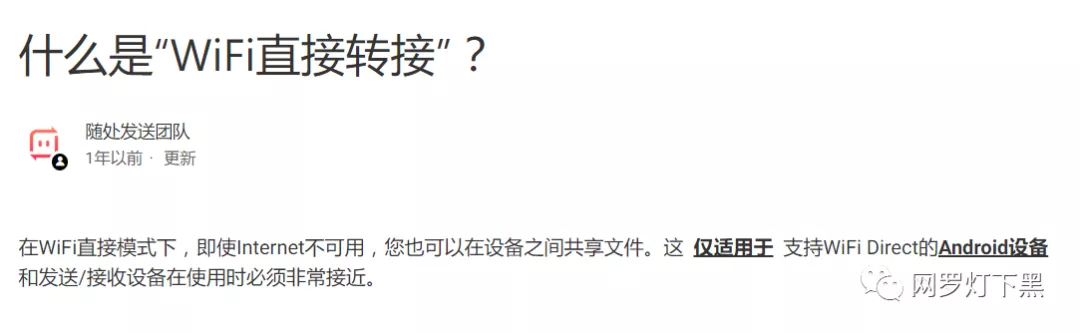 什么是“WiFi直接转接”？
随处发送团队
1年以前 · 更新
在WiFi直接模式下，即使Internet不可用，您也可以在设备之间共享文件。这 仅适用于 支持WiFi Direct的Android设备
和发送/接收设备在使用时必须非常接近。
网罗灯下黑